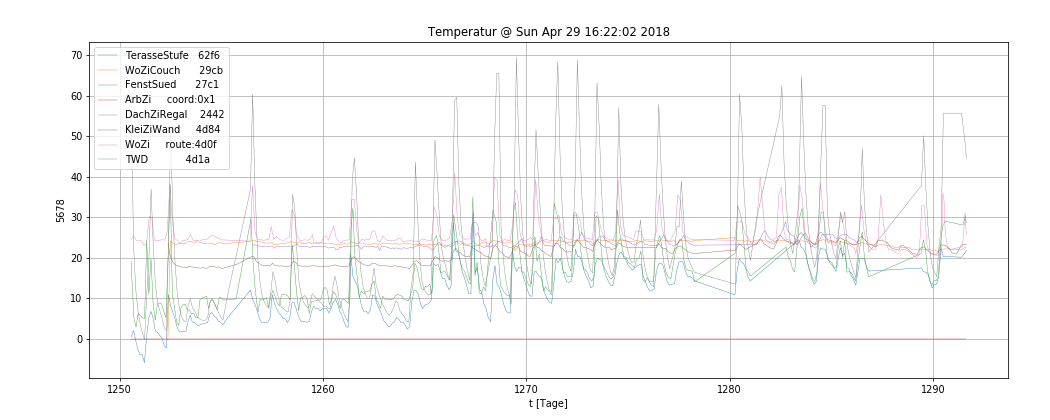 Temperatur @ Sun Apr 29 16:22:02 2018
70
60
50
40
30
20
10
0
5678
TerasseStufe 62f6
WoZiCouch 29cb
FenstSued 27c1
ArbZi coord:0x1
DachZiRegal 2442
KleiZiWand 4d84
WoZi route:4d0f
TWD 4d1a
1250 1260 1270 1280 1290
t [Tage]